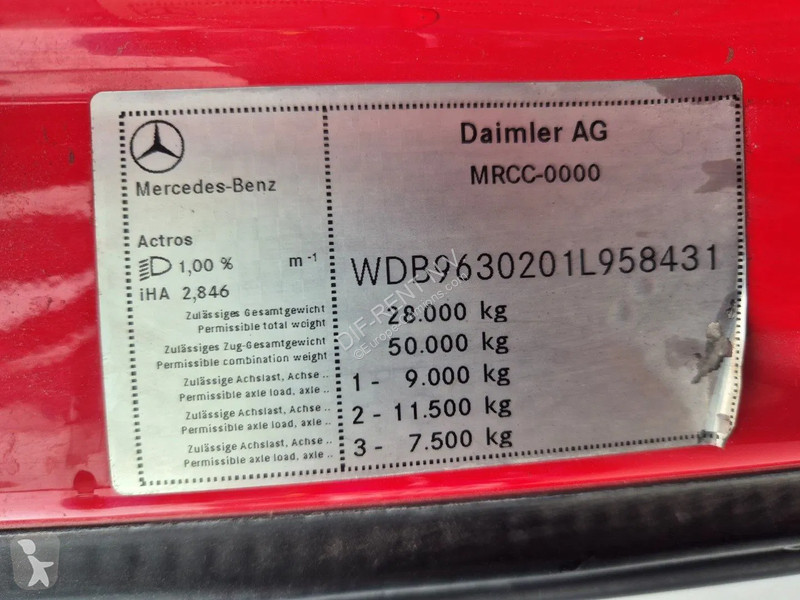 Daimler AG
MRCC-0000
Mercedes-Benz
Actros
1,00 % m⁻¹
iHA 2,846
WDB9630201L958431
Zulässiges Gesamtgewicht
Permissible total weight
28.000 kg
Zulässiges Zug-Gesamtgewicht
Permissible combination weight
50.000 kg
Zulässige Achslast, Achse ..
Permissible axle load, axle ..
1 - 9.000 kg
Zulässige Achslast, Achse ..
Permissible axle load, axle ..
2 - 11.500 kg
Zulässige Achslast, Achse ..
Permissible axle load, axle ..
3 - 7.500 kg
DIF-RENT NV